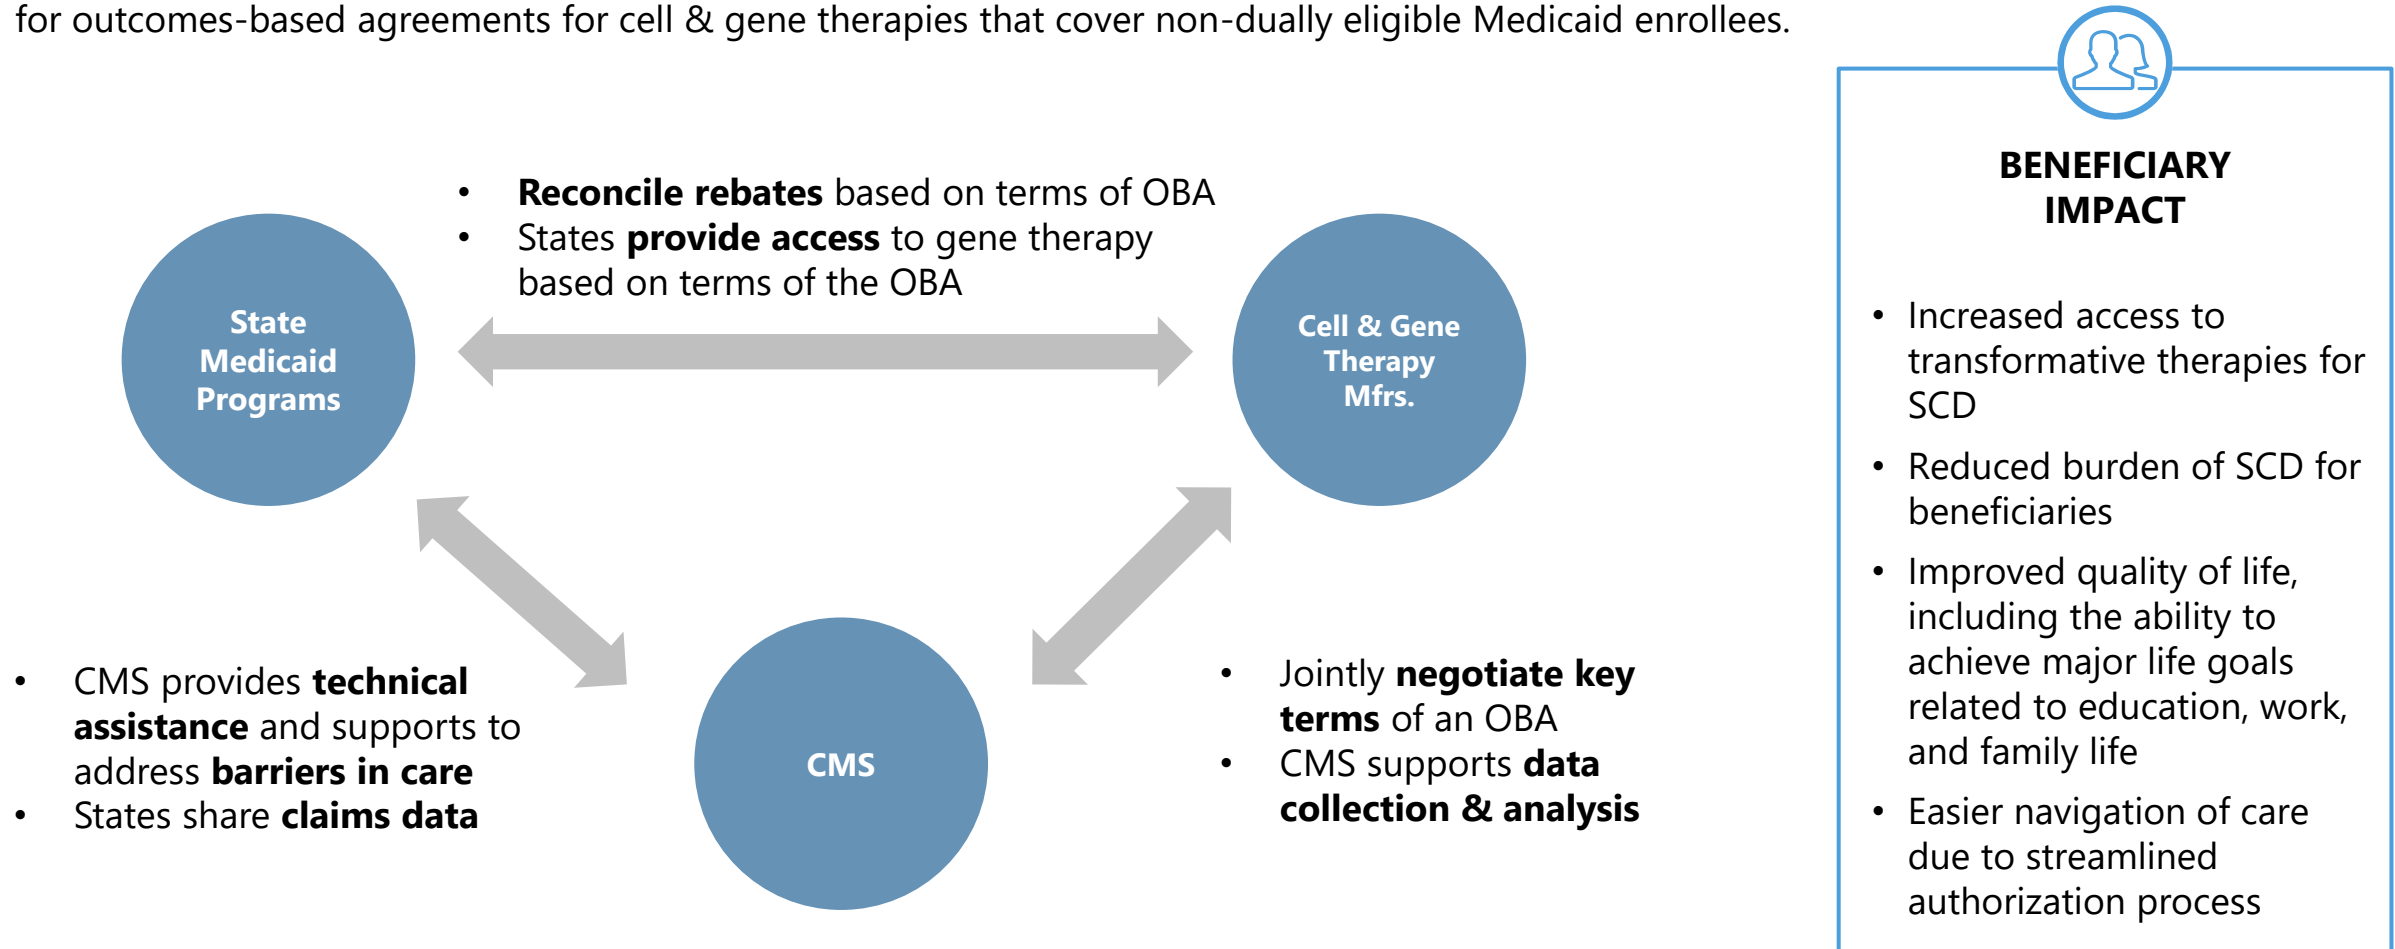 for outcomes-based agreements for cell & gene therapies that cover non-dually eligible Medicaid enrollees.
• Reconcile rebates based on terms of OBA
• States provide access to gene therapy
based on terms of the OBA
State
Medicaid
Programs
Cell & Gene
Therapy
Mfrs.
• CMS provides technical
assistance and supports to
address barriers in care
• States share claims data
CMS
• Jointly negotiate key
terms of an OBA
• CMS supports data
collection & analysis
BENEFICIARY
IMPACT
• Increased access to
transformative therapies for
SCD
• Reduced burden of SCD for
beneficiaries
• Improved quality of life,
including the ability to
achieve major life goals
related to education, work,
and family life
• Easier navigation of care
due to streamlined
authorization process